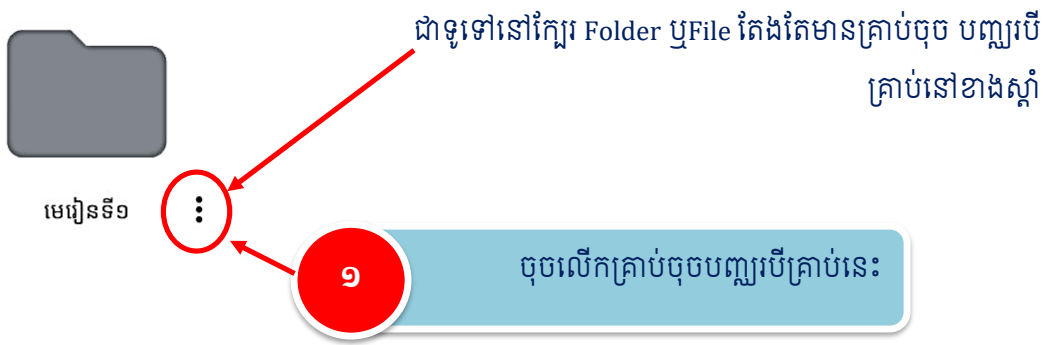 ជាទូទៅនៅក្បែរ Folder ឬFile តែងតែមានគ្រាប់ចុច បញ្ឈរបី
គ្រាប់នៅខាងស្តាំ
មេរៀនទី១
១
ចុចលើកគ្រាប់ចុចបញ្ឈរបីគ្រាប់នេះ